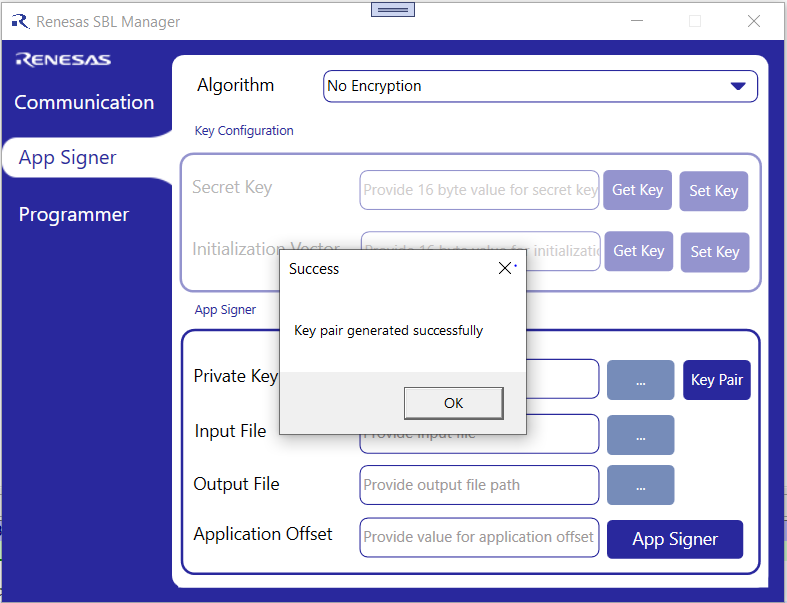 Renesas SBL Manager
RENESAS
Communication
App Signer
Programmer
Algorithm
No Encryption
Key Configuration
Secret Key
Provide 16 byte value for secret key
Get Key
Set Key
Initialization Vector
Provide 16 byte value for initializatio
Get Key
Set Key
Success
Key pair generated successfully
OK
App Signer
Private Key
...
Key Pair
Input File
Provide input file
...
Output File
Provide output file path
...
Application Offset
Provide value for application offset
App Signer